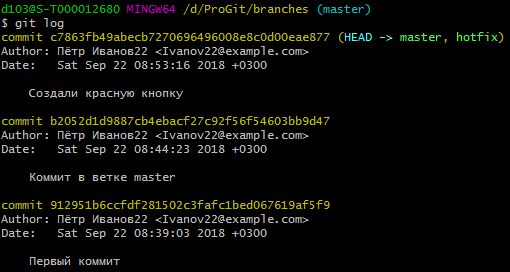 d103@S-T000012680 MINGW64 /d/ProGit/branches (master)
$ git log
commit c7863fb49abecb7270696496008e8c0d00eae877 (HEAD -> master, hotfix)
Author: Пётр Иванов22 <Ivanov22@example.com>
Date:   Sat Sep 22 08:53:16 2018 +0300
Создали красную кнопку
commit b2052d1d9887cb4ebacf27c92f56f54603bb9d47
Author: Пётр Иванов22 <Ivanov22@example.com>
Date:   Sat Sep 22 08:44:23 2018 +0300
Коммит в ветке master
commit 912951b6ccfdf281502c3fafc1bed067619af5f9
Author: Пётр Иванов22 <Ivanov22@example.com>
Date:   Sat Sep 22 08:39:03 2018 +0300
Первый коммит